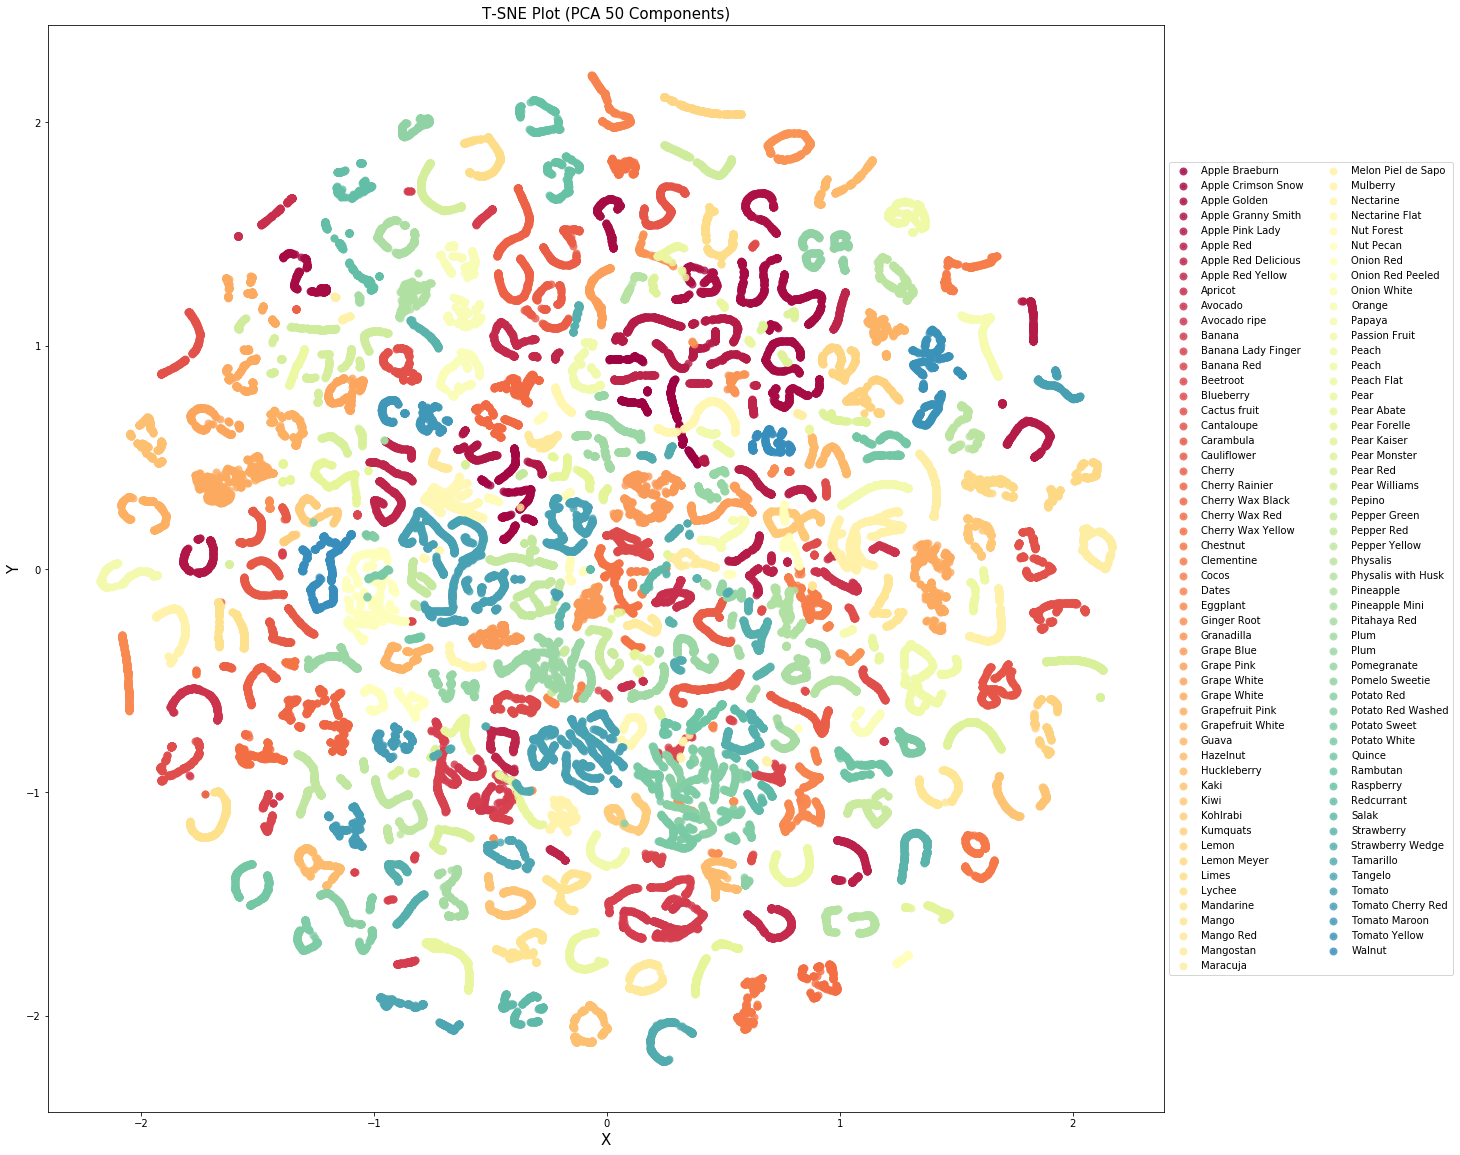 T-SNE Plot (PCA 50 Components)
2
1
0
−1
−2
Y
−2
−1
0
1
2
X
Apple Braeburn
Apple Crimson Snow
Apple Golden
Apple Granny Smith
Apple Pink Lady
Apple Red
Apple Red Delicious
Apple Red Yellow
Apricot
Avocado
Avocado ripe
Banana
Banana Lady Finger
Banana Red
Beetroot
Blueberry
Cactus fruit
Cantaloupe
Carambula
Cauliflower
Cherry
Cherry Rainier
Cherry Wax Black
Cherry Wax Red
Cherry Wax Yellow
Chestnut
Clementine
Cocos
Dates
Eggplant
Ginger Root
Granadilla
Grape Blue
Grape Pink
Grape White
Grape White
Grapefruit Pink
Grapefruit White
Guava
Hazelnut
Huckleberry
Kaki
Kiwi
Kohlrabi
Kumquats
Lemon
Lemon Meyer
Limes
Lychee
Mandarine
Mango
Mango Red
Mangostan
Maracuja
Melon Piel de Sapo
Mulberry
Nectarine
Nectarine Flat
Nut Forest
Nut Pecan
Onion Red
Onion Red Peeled
Onion White
Orange
Papaya
Passion Fruit
Peach
Peach
Peach Flat
Pear
Pear Abate
Pear Forelle
Pear Kaiser
Pear Monster
Pear Red
Pear Williams
Pepino
Pepper Green
Pepper Red
Pepper Yellow
Physalis
Physalis with Husk
Pineapple
Pineapple Mini
Pitahaya Red
Plum
Plum
Pomegranate
Pomelo Sweetie
Potato Red
Potato Red Washed
Potato Sweet
Potato White
Quince
Rambutan
Raspberry
Redcurrant
Salak
Strawberry
Strawberry Wedge
Tamarillo
Tangelo
Tomato
Tomato Cherry Red
Tomato Maroon
Tomato Yellow
Walnut